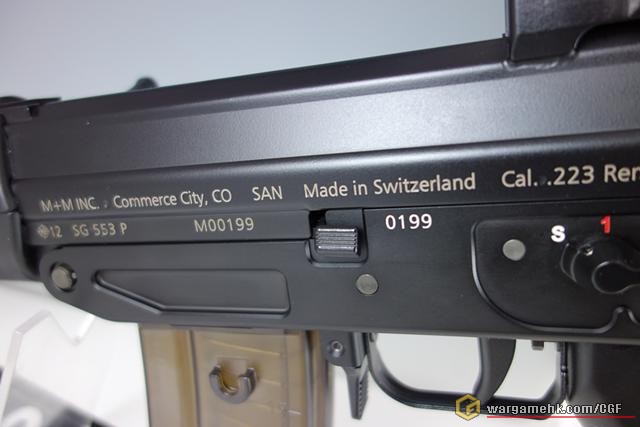 M+M INC. Commerce City, CO SAN Made in Switzerland Cal. .223 Rem
12 SG 553 P M00199 0199
S 1
wargamehk.com/CGF